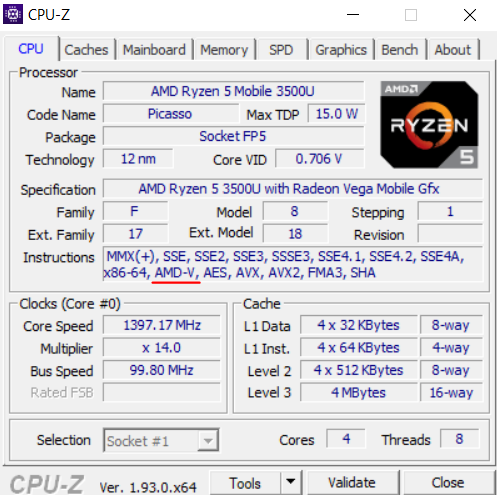 CPU-Z
CPU Caches Mainboard Memory SPD Graphics Bench About
Processor
Name AMD Ryzen 5 Mobile 3500U
Code Name Picasso Max TDP 15.0 W
Package Socket FP5
Technology 12 nm Core VID 0.706 V
AMD
RYZEN
5
Specification AMD Ryzen 5 3500U with Radeon Vega Mobile Gfx
Family F Model 8 Stepping 1
Ext. Family 17 Ext. Model 18 Revision
Instructions MMX(+), SSE, SSE2, SSE3, SSSE3, SSE4.1, SSE4.2, SSE4A,
x86-64, AMD-V, AES, AVX, AVX2, FMA3, SHA
Clocks (Core #0)
Core Speed 1397.17 MHz
Multiplier x 14.0
Bus Speed 99.80 MHz
Rated FSB
Cache
L1 Data 4 x 32 KBytes 8-way
L1 Inst. 4 x 64 KBytes 4-way
Level 2 4 x 512 KBytes 8-way
Level 3 4 MBytes 16-way
Selection Socket #1 Cores 4 Threads 8
CPU-Z Ver. 1.93.0.x64 Tools Validate Close